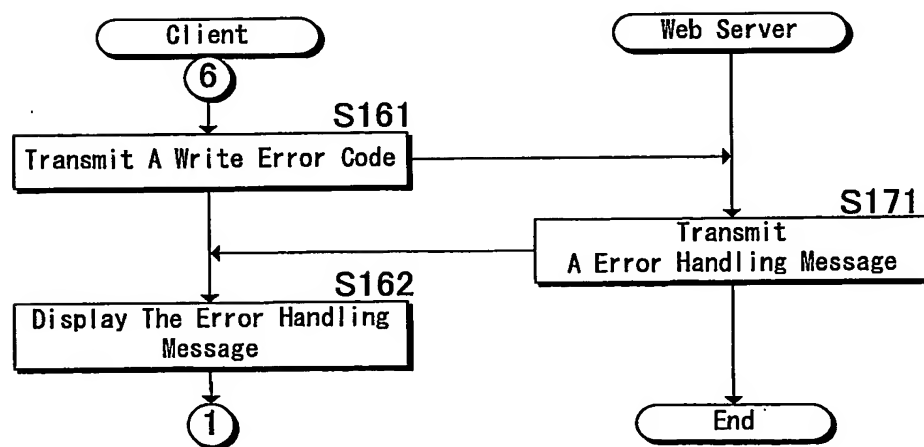 Client
Web Server
6
S161
Transmit A Write Error Code
S171
Transmit
A Error Handling Message
S162
Display The Error Handling
Message
1
End